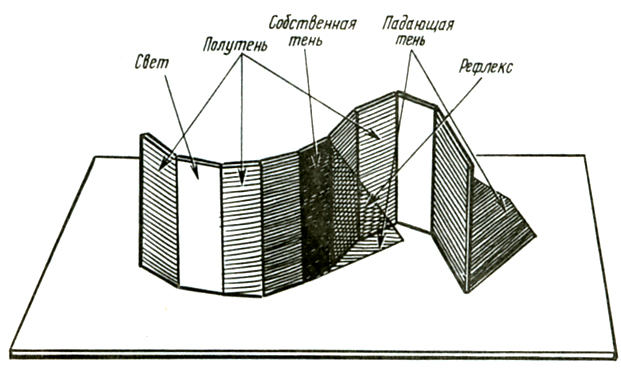 Свет
Полутень
Собственная
тень
Падающая
тень
Рефлекс